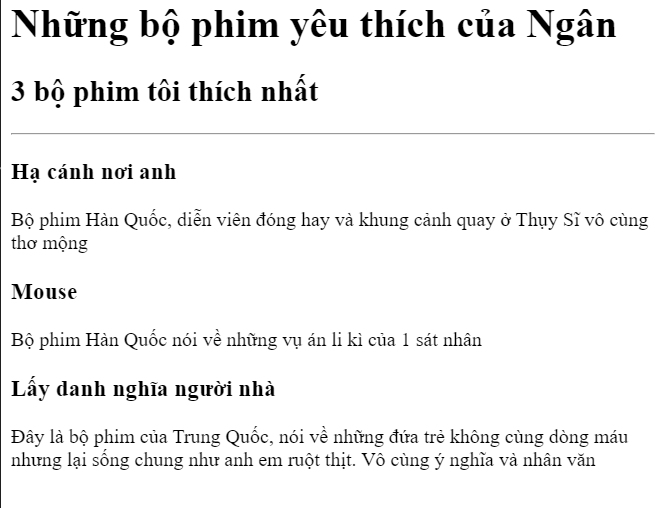 Những bộ phim yêu thích của Ngân
3 bộ phim tôi thích nhất
Hạ cánh nơi anh
Bộ phim Hàn Quốc, diễn viên đóng hay và khung cảnh quay ở Thụy Sĩ vô cùng
thơ mộng
Mouse
Bộ phim Hàn Quốc nói về những vụ án li kì của 1 sát nhân
Lấy danh nghĩa người nhà
Đây là bộ phim của Trung Quốc, nói về những đứa trẻ không cùng dòng máu
nhưng lại sống chung như anh em ruột thịt. Vô cùng ý nghĩa và nhân văn